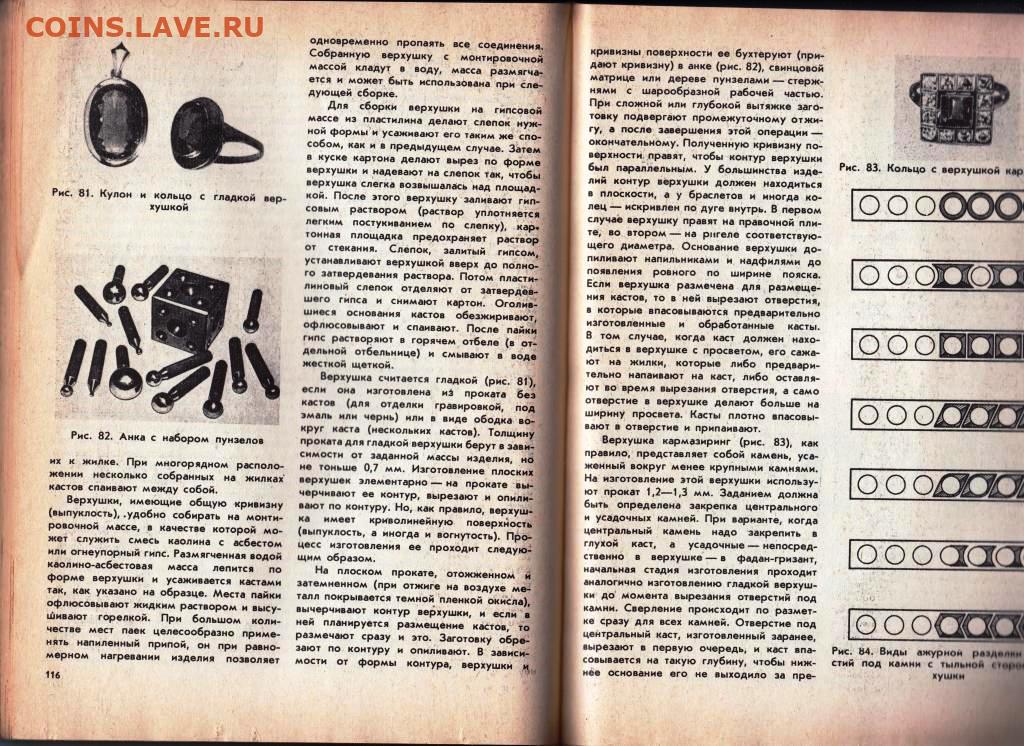 COINS.LAVE.RU
Рис. 81. Кулон и кольцо с гладкой вер-
хушкой
Рис. 82. Анка с набором пунзелов
их к жилке. При многорядном располо-
жении несколько собранных на жилках
кастов спаивают между собой.
Верхушки, имеющие общую кривизну
(выпуклость), удобно собирать на монти-
ровочной массе, в качестве которой мо-
жет служить смесь каолина с асбестом
или огнеупорный гипс. Размягченная водой
каолино-асбестовая масса лепится по
форме верхушки и усаживается кастами
так, как указано на образце. Места пайки
офлюсовывают жидким раствором и высу-
шивают горелкой. При большом коли-
честве мест паек целесообразно приме-
нять напиленный припой, он при равно-
мерном нагревании изделия позволяет
116
одновременно пропаять все соединения.
Собранную верхушку с монтировочной
массой кладут в воду, масса размягча-
ется и может быть использована при сле-
дующей сборке.
Для сборки верхушки на гипсовой
массе из пластилина делают слепок нуж-
ной формы и усаживают его таким же спо-
собом, как и в предыдущем случае. Затем
в куске картона делают вырез по форме
верхушки и надевают на слепок так, чтобы
верхушка слегка возвышалась над площад-
кой. После этого верхушку заливают гип-
совым раствором (раствор уплотняется
легким постукиванием по слепку), кар-
тонная площадка предохраняет раствор
от стекания. Слепок, залитый гипсом,
устанавливают верхушкой вверх до полно-
го затвердевания раствора. Потом пласти-
линовый слепок отделяют от затвердев-
шего гипса и снимают картон. Оголив-
шиеся основания кастов обезжиривают,
офлюсовывают и спаивают. После пайки
гипс растворяют в горячем отбеле (в от-
дельной отбельнице) и смывают в воде
жесткой щеткой.
Верхушка считается гладкой (рис. 81),
если она изготовлена из проката без
кастов (для отделки гравировкой, под
эмаль или чернь) или в виде ободка во-
круг каста (нескольких кастов). Толщину
проката для гладкой верхушки берут в зави-
симости от заданной массы изделия, но
не тоньше 0,7 мм. Изготовление плоских
верхушек элементарно — на прокате вы-
черчивают ее контур, вырезают и опили-
вают по контуру. Но, как правило, верхуш-
ка имеет криволинейную поверхность
(выпуклость, а иногда и вогнутость). Про-
цесс изготовления ее проходит следую-
щим образом.
На плоском прокате, отожженном и
затемненном (при отжиге на воздухе ме-
талл покрывается темной пленкой окисла),
вычерчивают контур верхушки, и если в
ней планируется размещение кастов, то
размечают сразу и это. Заготовку обре-
зают по контуру и опиливают. В зависи-
мости от формы контура, верхушки и
кривизны поверхности ее бухтеруют (при-
дают кривизну) в анке (рис. 82), свинцовой
матрице или дереве пунзелами — стерж-
нями с шарообразной рабочей частью.
При сложной или глубокой вытяжке заго-
товку подвергают промежуточному отжи-
гу, а после завершения этой операции —
окончательному. Полученную кривизну по-
верхности правят, чтобы контур верхушки
был параллельным. У большинства изде-
лий контур верхушки должен находиться
в плоскости, а у браслетов и иногда ко-
лец — искривлен по дуге внутрь. В первом
случае верхушку правят на правочной пли-
те, во втором — на ригеле соответствую-
щего диаметра. Основание верхушки до-
пиливают напильниками и надфилями до
появления ровного по ширине пояска.
Если верхушка размечена для размеще-
ния кастов, то в ней вырезают отверстия,
в которые впасовываются предварительно
изготовленные и обработанные касты.
В том случае, когда каст должен нахо-
диться в верхушке с просветом, его сажа-
ют на жилки, которые либо предвари-
тельно напаивают на каст, либо оставля-
ют во время вырезания отверстия, а само
отверстие в верхушке делают больше на
ширину просвета. Касты плотно впасовы-
вают в отверстие и припаивают.
Верхушка кармазиринг (рис. 83), как
правило, представляет собой камень, уса-
женный вокруг менее крупными камнями.
На изготовление этой верхушки использу-
ют прокат 1,2—1,3 мм. Заданием должна
быть определена закрепка центрального
и усадочных камней. При варианте, когда
центральный камень надо закрепить в
глухой каст, а усадочные — непосред-
ственно в верхушке — в фадан-гризант,
начальная стадия изготовления проходит
аналогично изготовлению гладкой верхуш-
ки до момента вырезания отверстий под
камни. Сверление происходит по размет-
ке сразу для всех камней. Отверстие под
центральный каст, изготовленный заранее,
вырезают в первую очередь, и каст впа-
совывается на такую глубину, чтобы ниж-
нее основание его не выходило за пре-
Рис. 83. Кольцо с верхушкой кар
Рис. 84. Виды ажурной разделки
стий под камни с тыльной сторо
хушки